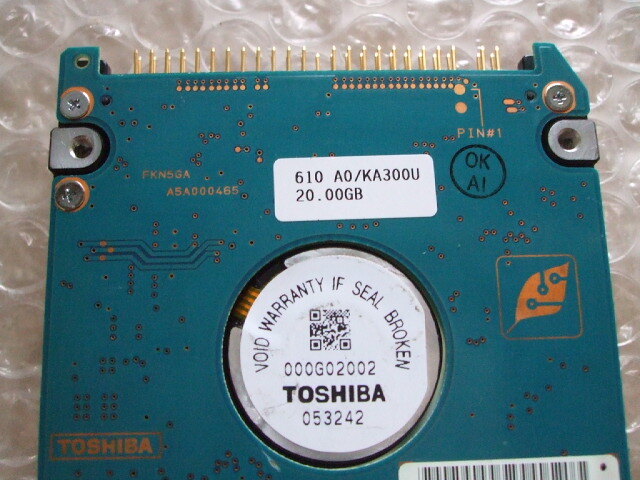 PIN#1
OK
AI
FKN5GA
A5A000465
610 A0/KA300U
20.00GB
VOID WARRANTY IF SEAL BROKEN
000G02002
TOSHIBA
053242
TOSHIBA